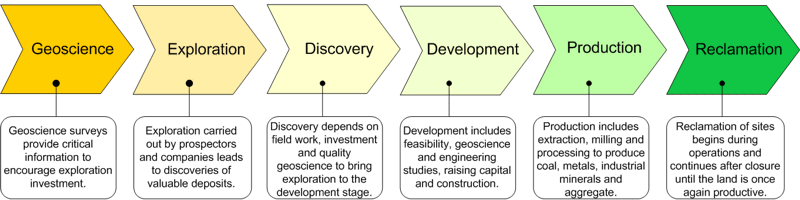 Geoscience
Exploration
Discovery
Development
Production
Reclamation
Geoscience surveys
provide critical
information to
encourage exploration
investment.
Exploration carried
out by prospectors
and companies leads
to discoveries of
valuable deposits.
Discovery depends on
field work, investment
and quality
geoscience to bring
exploration to the
development stage.
Development includes
feasibility, geoscience
and engineering
studies, raising capital
and construction.
Production includes
extraction, milling and
processing to produce
coal, metals, industrial
minerals and
aggregate.
Reclamation of sites
begins during
operations and
continues after closure
until the land is once
again productive.